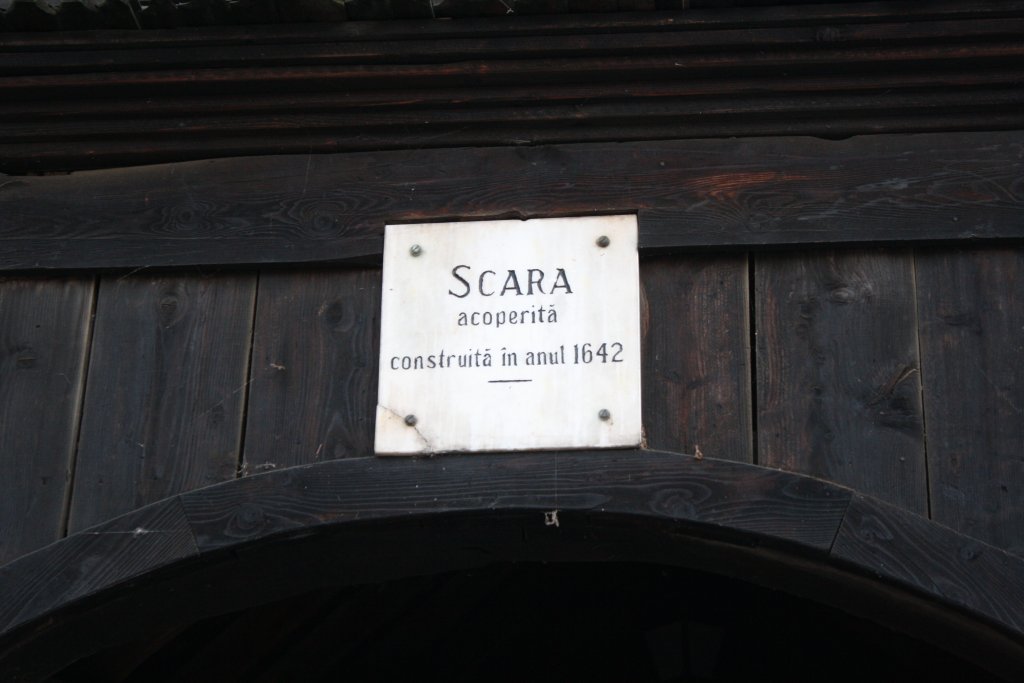 SCARA
acoperită
construită în anul 1642